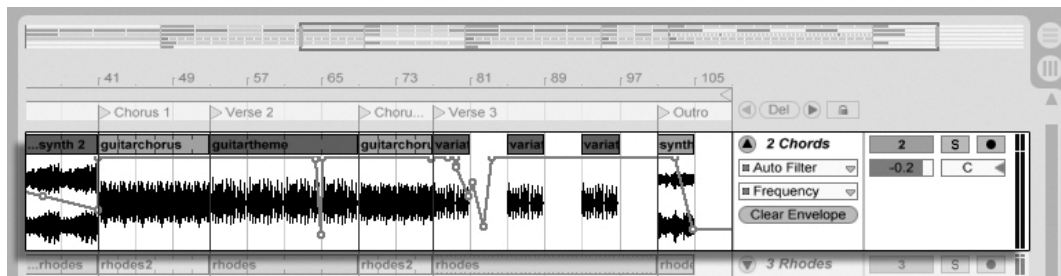 41 49 57 65 73 81 89 97 105
Chorus 1 Verse 2 Choru... Verse 3 Outro Del
...synth 2 guitarchorus guitartheme guitarchoru variat variat variat synth 2 Chords 2 S
Auto Filter -0.2 C
Frequency
Clear Envelope
...rhodes rhodes2 rhodes rhodes2 rhodes rhode 3 Rhodes 3 S